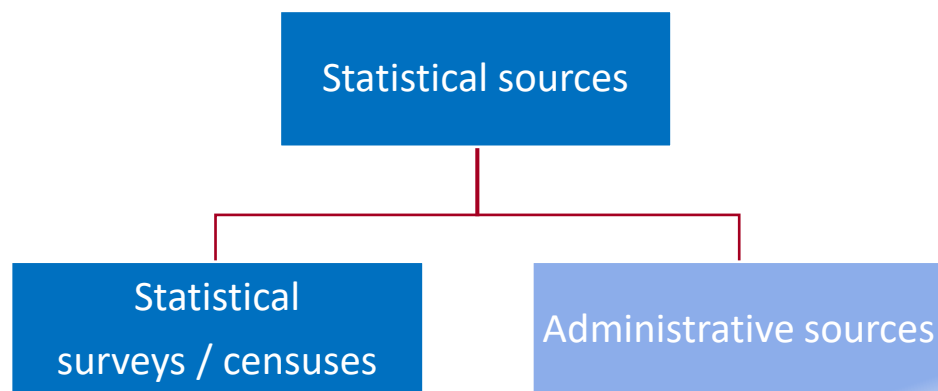 Statistical sources
Statistical
surveys / censuses
Administrative sources